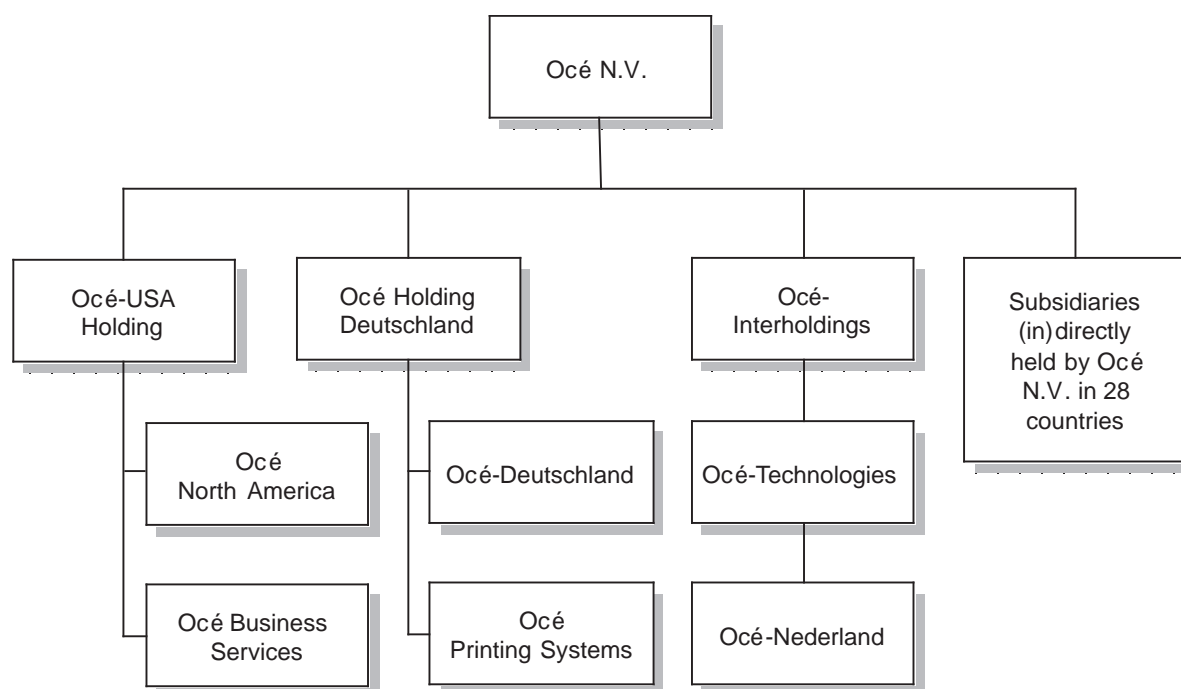 Océ N.V.
Océ-USA
Holding
Océ Holding
Deutschland
Océ-
Interholdings
Subsidiaries
(in)directly
held by Océ
N.V. in 28
countries
Océ
North America
Océ-Deutschland
Océ-Technologies
Océ Business
Services
Océ
Printing Systems
Océ-Nederland